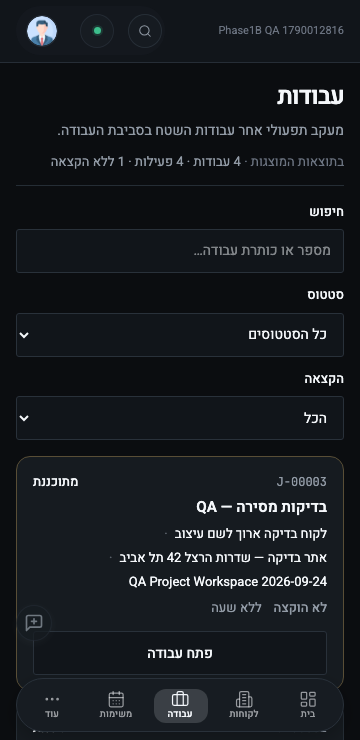 Phase1B QA 1790012816
עבודות
מעקב תפעולי אחר עבודות השטח בסביבת העבודה.
בתוצאות המוצגות · 4 עבודות · 4 פעילות · 1 ללא הקצאה
חיפוש
מספר או כותרת עבודה...
סטטוס
כל הסטטוסים
הקצאה
הכל
J-00003 מתוכננת
בדיקות מסירה — QA
לקוח בדיקה ארוך לשם עיצוב ·
אתר בדיקה — שדרות הרצל 42 תל אביב ·
QA Project Workspace 2026-09-24
לא הוקצה ללא שעה
פתח עבודה
בית לקוחות עבודה משימות עוד